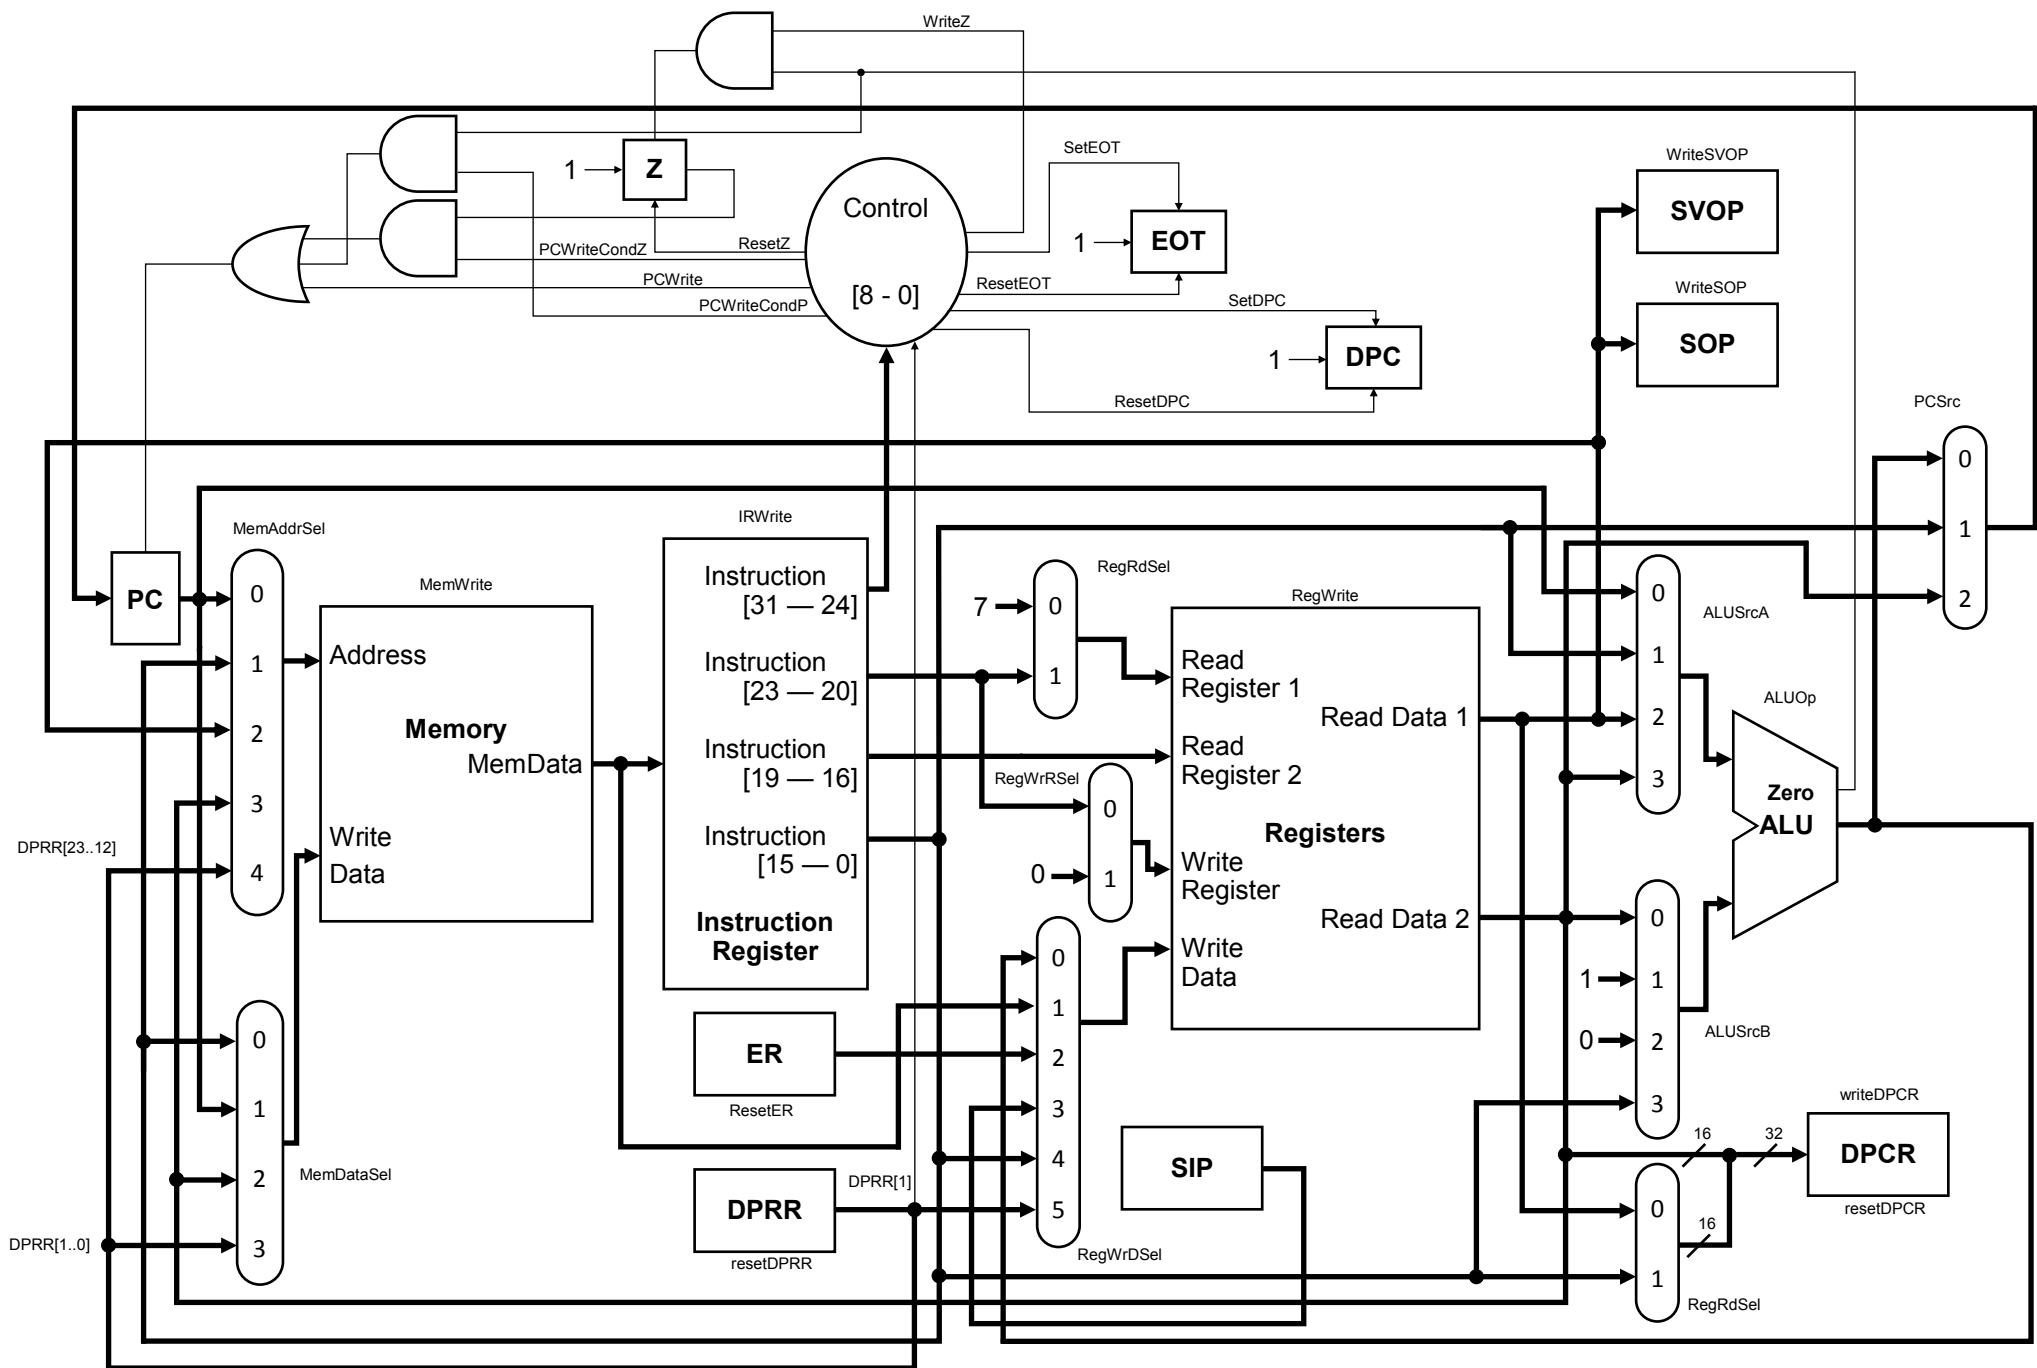 WriteZ
SetEOT
WriteSVOP
1
Z
Control
SVOP
1
EOT
PCWriteCondZ
ResetZ
PCWrite
ResetEOT
[8 - 0]
WriteSOP
PCWriteCondP
SetDPC
SOP
1
DPC
ResetDPC
PCSrc
0
1
2
MemAddrSel
0
1
2
3
4
PC
DPRR[23..12]
MemWrite
Address
Memory
MemData
Write
Data
IRWrite
Instruction
[31 — 24]
Instruction
[23 — 20]
Instruction
[19 — 16]
Instruction
[15 — 0]
Instruction
Register
RegRdSel
7
0
1
RegWrRSel
0
0
1
RegWrite
Read
Register 1
Read Data 1
Read
Register 2
Registers
Write
Register
Read Data 2
Write
Data
ALUSrcA
0
1
2
3
ALUOp
Zero
ALU
0
1
1
0
2
3
ALUSrcB
0
1
2
3
MemDataSel
DPRR[1..0]
ER
ResetER
DPRR
DPRR[1]
resetDPRR
0
1
2
3
4
5
RegWrDSel
SIP
writeDPCR
16
32
DPCR
resetDPCR
0
16
1
RegRdSel